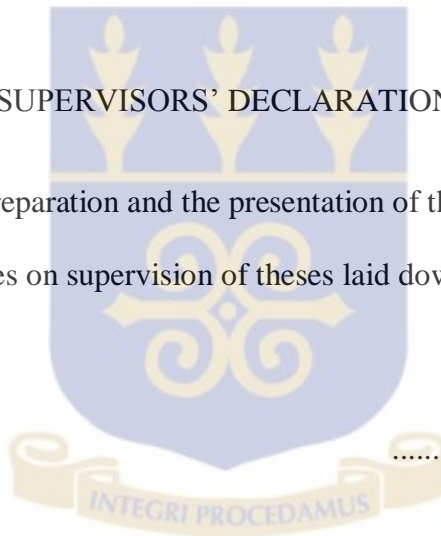 SUPERVISORS’ DECLARATION
reparation and the presentation of th
es on supervision of theses laid dow
.......
INTEGRI PROCEDAMUS